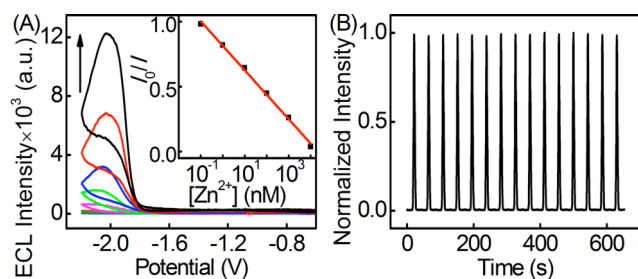 (A)
ECL Intensity×10³ (a.u.)
12
8
4
0
-2.0 -1.6 -1.2 -0.8
Potential (V)
I₀/I
1.0
0.5
0.0
10⁻¹ 10¹ 10³
[Zn²⁺] (nM)
(B)
Normalized Intensity
1.0
0.5
0.0
0 200 400 600
Time (s)